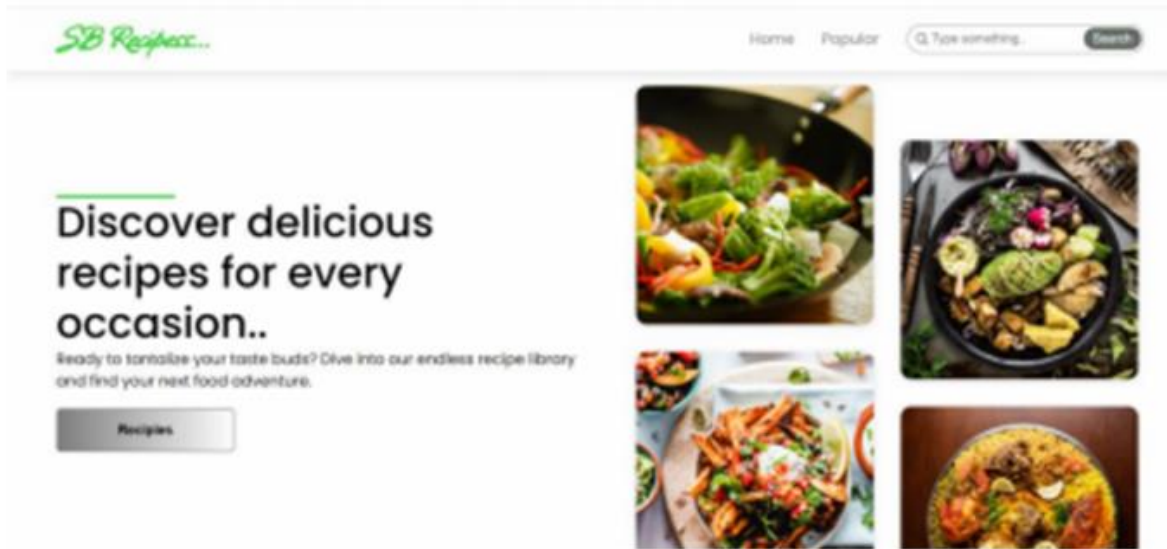 SB Recipess..
Home
Popular
Type something..
Search
Discover delicious
recipes for every
occasion..
Ready to tantalize your taste buds? Dive into our endless recipe library
and find your next food adventure.
Recipies